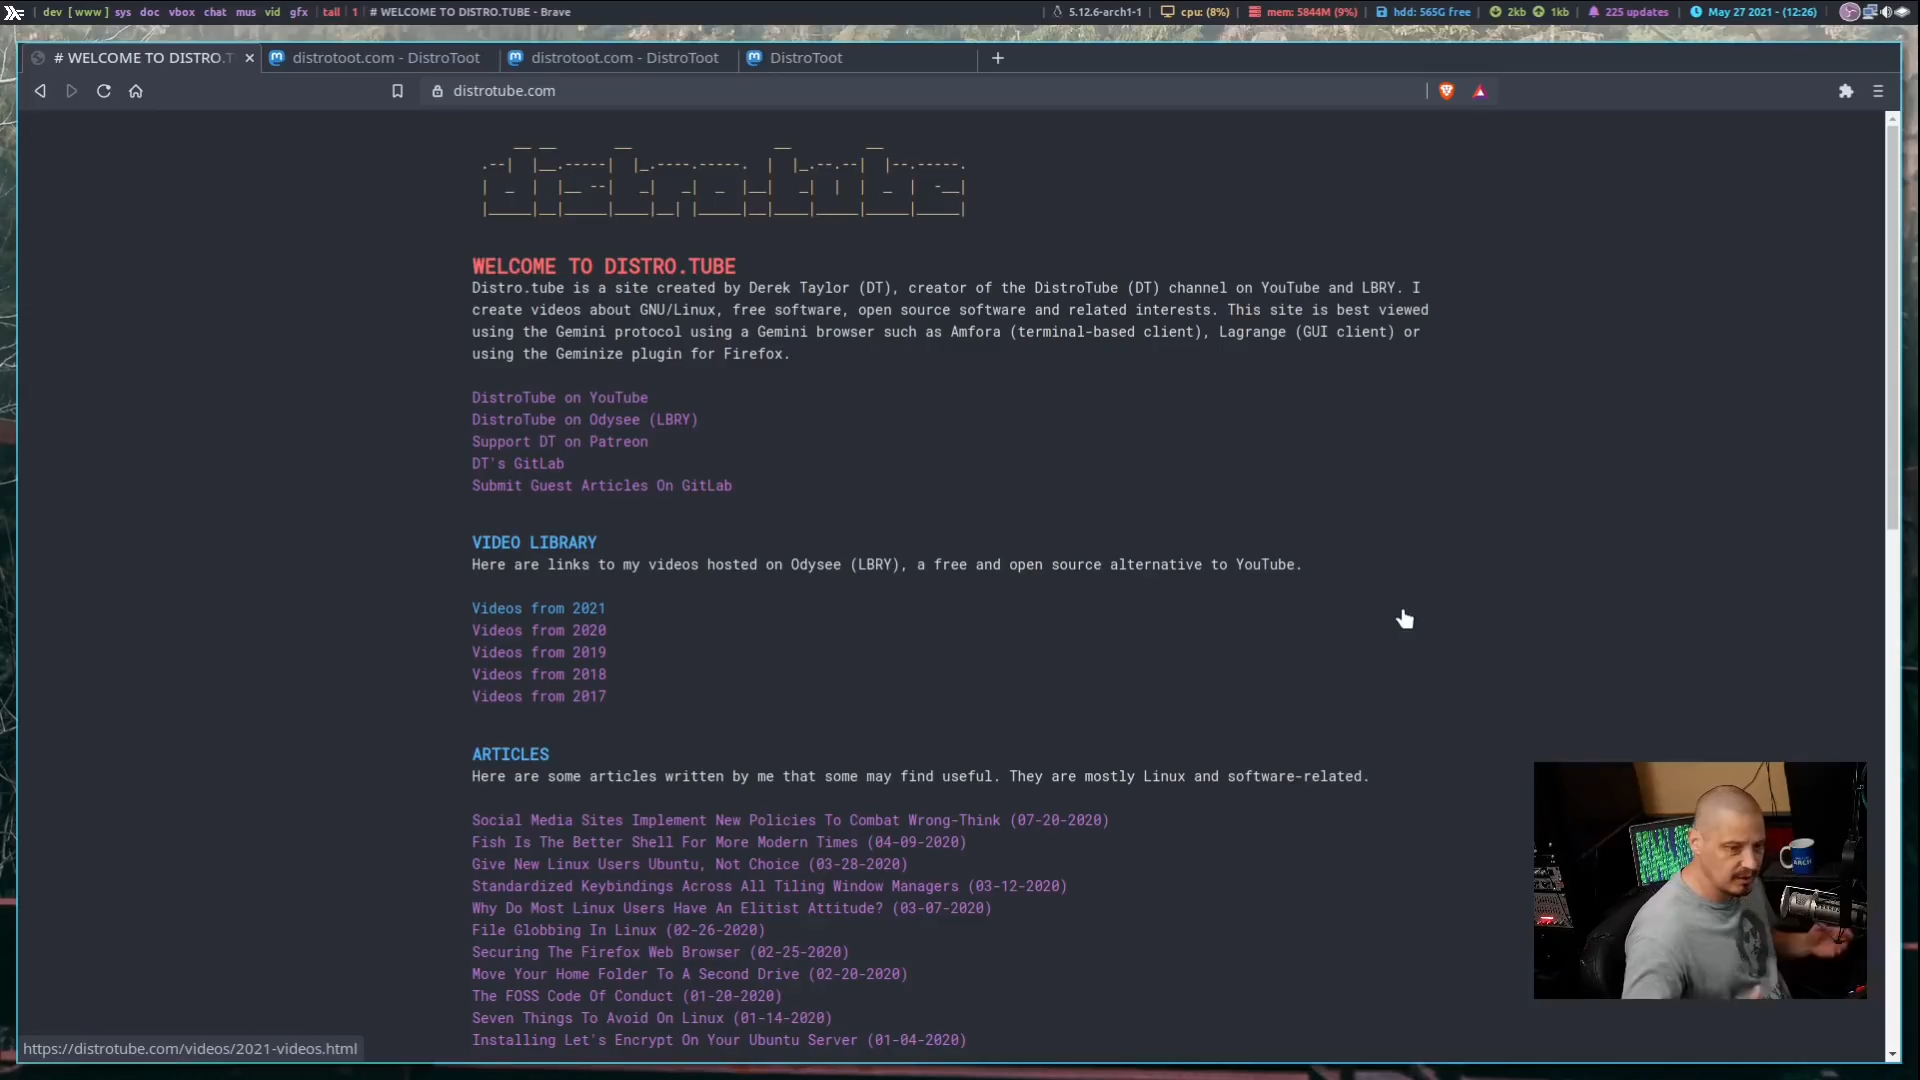 dev [ www ] sys doc vbox chat mus vid gfx | tall | 1 | # WELCOME TO DISTRO.TUBE - Brave
5.12.6-arch1-1 | cpu: (8%) | mem: 5844M (9%) | hdd: 565G free | 2kb 1kb | 225 updates | May 27 2021 - (12:26)
# WELCOME TO DISTRO.T
distrotoot.com - DistroToot
distrotoot.com - DistroToot
DistroToot
distrotube.com
distro.tube
WELCOME TO DISTRO.TUBE
Distro.tube is a site created by Derek Taylor (DT), creator of the DistroTube (DT) channel on YouTube and LBRY. I
create videos about GNU/Linux, free software, open source software and related interests. This site is best viewed
using the Gemini protocol using a Gemini browser such as Amfora (terminal-based client), Lagrange (GUI client) or
using the Geminize plugin for Firefox.
DistroTube on YouTube
DistroTube on Odysee (LBRY)
Support DT on Patreon
DT's GitLab
Submit Guest Articles On GitLab
VIDEO LIBRARY
Here are links to my videos hosted on Odysee (LBRY), a free and open source alternative to YouTube.
Videos from 2021
Videos from 2020
Videos from 2019
Videos from 2018
Videos from 2017
ARTICLES
Here are some articles written by me that some may find useful. They are mostly Linux and software-related.
Social Media Sites Implement New Policies To Combat Wrong-Think (07-20-2020)
Fish Is The Better Shell For More Modern Times (04-09-2020)
Give New Linux Users Ubuntu, Not Choice (03-28-2020)
Standardized Keybindings Across All Tiling Window Managers (03-12-2020)
Why Do Most Linux Users Have An Elitist Attitude? (03-07-2020)
File Globbing In Linux (02-26-2020)
Securing The Firefox Web Browser (02-25-2020)
Move Your Home Folder To A Second Drive (02-20-2020)
The FOSS Code Of Conduct (01-20-2020)
Seven Things To Avoid On Linux (01-14-2020)
Installing Let's Encrypt On Your Ubuntu Server (01-04-2020)
https://distrotube.com/videos/2021-videos.html